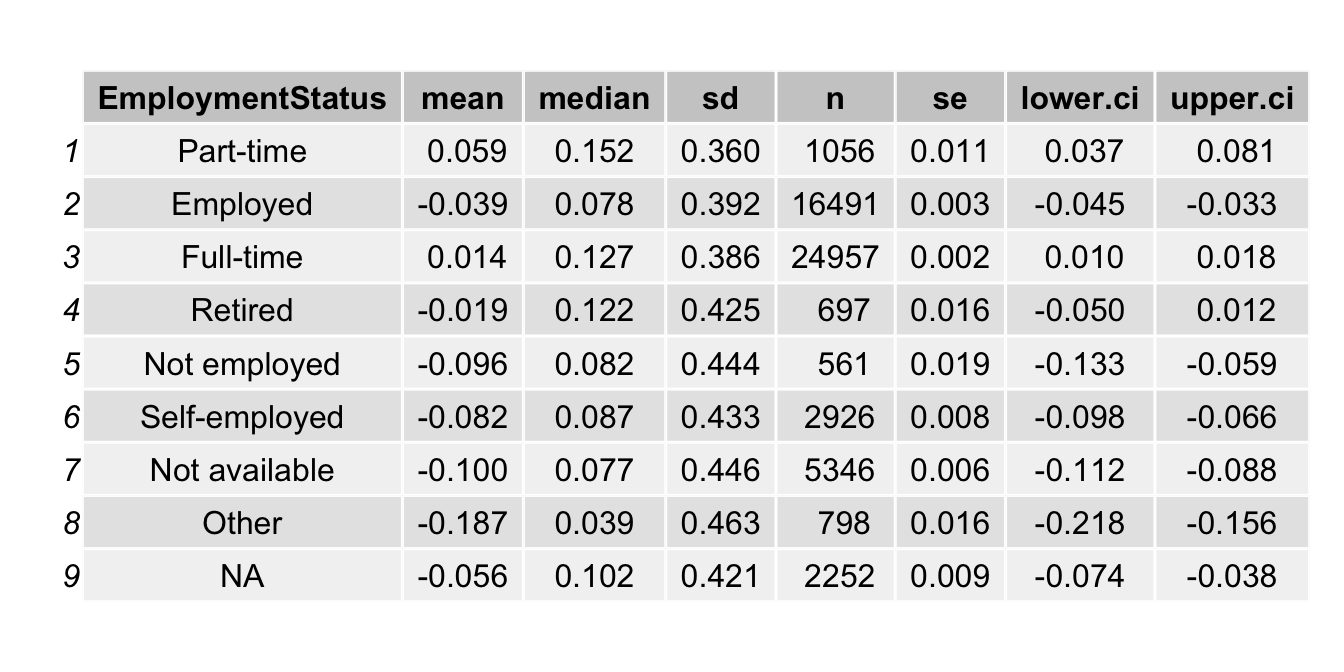 EmploymentStatus mean median sd n se lower.ci upper.ci
1 Part-time 0.059 0.152 0.360 1056 0.011 0.037 0.081
2 Employed -0.039 0.078 0.392 16491 0.003 -0.045 -0.033
3 Full-time 0.014 0.127 0.386 24957 0.002 0.010 0.018
4 Retired -0.019 0.122 0.425 697 0.016 -0.050 0.012
5 Not employed -0.096 0.082 0.444 561 0.019 -0.133 -0.059
6 Self-employed -0.082 0.087 0.433 2926 0.008 -0.098 -0.066
7 Not available -0.100 0.077 0.446 5346 0.006 -0.112 -0.088
8 Other -0.187 0.039 0.463 798 0.016 -0.218 -0.156
9 NA -0.056 0.102 0.421 2252 0.009 -0.074 -0.038